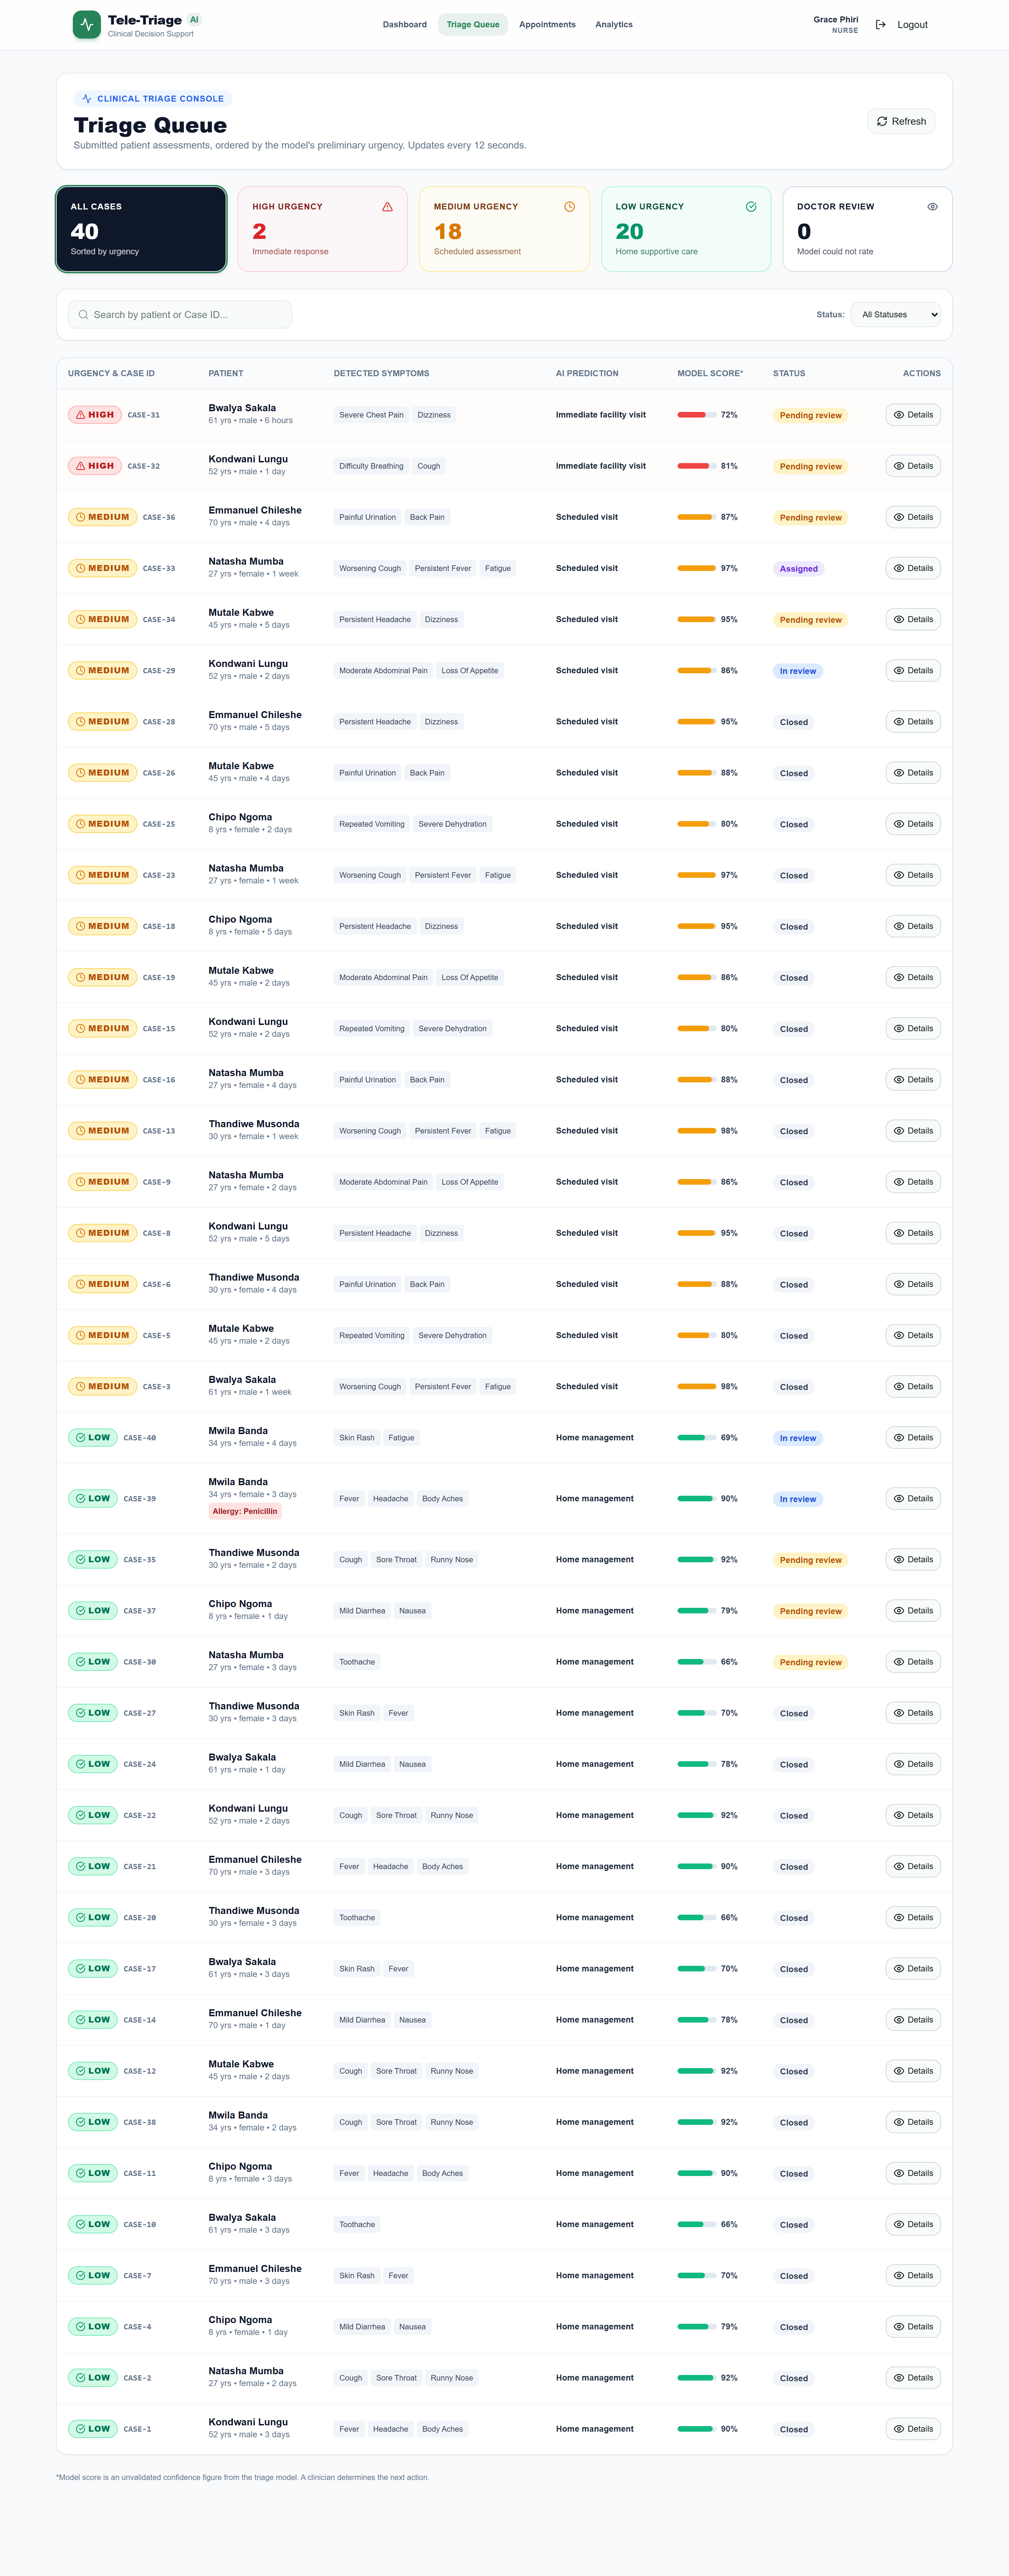 Tele-Triage AI
Clinical Decision Support
Dashboard Triage Queue Appointments Analytics
Grace Phiri
NURSE
Logout
CLINICAL TRIAGE CONSOLE
Triage Queue
Submitted patient assessments, ordered by the model's preliminary urgency. Updates every 12 seconds.
Refresh
ALL CASES
40
Sorted by urgency
HIGH URGENCY
2
Immediate response
MEDIUM URGENCY
18
Scheduled assessment
LOW URGENCY
20
Home supportive care
DOCTOR REVIEW
0
Model could not rate
Search by patient or Case ID...
Status: All Statuses
URGENCY & CASE ID PATIENT DETECTED SYMPTOMS AI PREDICTION MODEL SCORE* STATUS ACTIONS
HIGH CASE-31 Bwalya Sakala Severe Chest Pain Dizziness Immediate facility visit 72% Pending review Details
61 yrs • male • 6 hours
HIGH CASE-32 Kondwani Lungu Difficulty Breathing Cough Immediate facility visit 81% Pending review Details
52 yrs • male • 1 day
MEDIUM CASE-36 Emmanuel Chileshe Painful Urination Back Pain Scheduled visit 87% Pending review Details
70 yrs • male • 4 days
MEDIUM CASE-33 Natasha Mumba Worsening Cough Persistent Fever Fatigue Scheduled visit 97% Assigned Details
27 yrs • female • 1 week
MEDIUM CASE-34 Mutale Kabwe Persistent Headache Dizziness Scheduled visit 95% Pending review Details
45 yrs • male • 5 days
MEDIUM CASE-29 Kondwani Lungu Moderate Abdominal Pain Loss Of Appetite Scheduled visit 86% In review Details
52 yrs • male • 2 days
MEDIUM CASE-28 Emmanuel Chileshe Persistent Headache Dizziness Scheduled visit 95% Closed Details
70 yrs • male • 5 days
MEDIUM CASE-26 Mutale Kabwe Painful Urination Back Pain Scheduled visit 88% Closed Details
45 yrs • male • 4 days
MEDIUM CASE-25 Chipo Ngoma Repeated Vomiting Severe Dehydration Scheduled visit 80% Closed Details
8 yrs • female • 2 days
MEDIUM CASE-23 Natasha Mumba Worsening Cough Persistent Fever Fatigue Scheduled visit 97% Closed Details
27 yrs • female • 1 week
MEDIUM CASE-18 Chipo Ngoma Persistent Headache Dizziness Scheduled visit 95% Closed Details
8 yrs • female • 5 days
MEDIUM CASE-19 Mutale Kabwe Moderate Abdominal Pain Loss Of Appetite Scheduled visit 86% Closed Details
45 yrs • male • 2 days
MEDIUM CASE-15 Kondwani Lungu Repeated Vomiting Severe Dehydration Scheduled visit 80% Closed Details
52 yrs • male • 2 days
MEDIUM CASE-16 Natasha Mumba Painful Urination Back Pain Scheduled visit 88% Closed Details
27 yrs • female • 4 days
MEDIUM CASE-13 Thandiwe Musonda Worsening Cough Persistent Fever Fatigue Scheduled visit 98% Closed Details
30 yrs • female • 1 week
MEDIUM CASE-9 Natasha Mumba Moderate Abdominal Pain Loss Of Appetite Scheduled visit 86% Closed Details
27 yrs • female • 2 days
MEDIUM CASE-8 Kondwani Lungu Persistent Headache Dizziness Scheduled visit 95% Closed Details
52 yrs • male • 5 days
MEDIUM CASE-6 Thandiwe Musonda Painful Urination Back Pain Scheduled visit 88% Closed Details
30 yrs • female • 4 days
MEDIUM CASE-5 Mutale Kabwe Repeated Vomiting Severe Dehydration Scheduled visit 80% Closed Details
45 yrs • male • 2 days
MEDIUM CASE-3 Bwalya Sakala Worsening Cough Persistent Fever Fatigue Scheduled visit 98% Closed Details
61 yrs • male • 1 week
LOW CASE-40 Mwila Banda Skin Rash Fatigue Home management 69% In review Details
34 yrs • female • 4 days
LOW CASE-39 Mwila Banda Fever Headache Body Aches Home management 90% In review Details
34 yrs • female • 3 days
Allergy: Penicillin
LOW CASE-35 Thandiwe Musonda Cough Sore Throat Runny Nose Home management 92% Pending review Details
30 yrs • female • 2 days
LOW CASE-37 Chipo Ngoma Mild Diarrhea Nausea Home management 79% Pending review Details
8 yrs • female • 1 day
LOW CASE-30 Natasha Mumba Toothache Home management 66% Pending review Details
27 yrs • female • 3 days
LOW CASE-27 Thandiwe Musonda Skin Rash Fever Home management 70% Closed Details
30 yrs • female • 3 days
LOW CASE-24 Bwalya Sakala Mild Diarrhea Nausea Home management 78% Closed Details
61 yrs • male • 1 day
LOW CASE-22 Kondwani Lungu Cough Sore Throat Runny Nose Home management 92% Closed Details
52 yrs • male • 2 days
LOW CASE-21 Emmanuel Chileshe Fever Headache Body Aches Home management 90% Closed Details
70 yrs • male • 3 days
LOW CASE-20 Thandiwe Musonda Toothache Home management 66% Closed Details
30 yrs • female • 3 days
LOW CASE-17 Bwalya Sakala Skin Rash Fever Home management 70% Closed Details
61 yrs • male • 3 days
LOW CASE-14 Emmanuel Chileshe Mild Diarrhea Nausea Home management 78% Closed Details
70 yrs • male • 1 day
LOW CASE-12 Mutale Kabwe Cough Sore Throat Runny Nose Home management 92% Closed Details
45 yrs • male • 2 days
LOW CASE-38 Mwila Banda Cough Sore Throat Runny Nose Home management 92% Closed Details
34 yrs • female • 2 days
LOW CASE-11 Chipo Ngoma Fever Headache Body Aches Home management 90% Closed Details
8 yrs • female • 3 days
LOW CASE-10 Bwalya Sakala Toothache Home management 66% Closed Details
61 yrs • male • 3 days
LOW CASE-7 Emmanuel Chileshe Skin Rash Fever Home management 70% Closed Details
70 yrs • male • 3 days
LOW CASE-4 Chipo Ngoma Mild Diarrhea Nausea Home management 79% Closed Details
8 yrs • female • 1 day
LOW CASE-2 Natasha Mumba Cough Sore Throat Runny Nose Home management 92% Closed Details
27 yrs • female • 2 days
LOW CASE-1 Kondwani Lungu Fever Headache Body Aches Home management 90% Closed Details
52 yrs • male • 3 days
*Model score is an unvalidated confidence figure from the triage model. A clinician determines the next action.